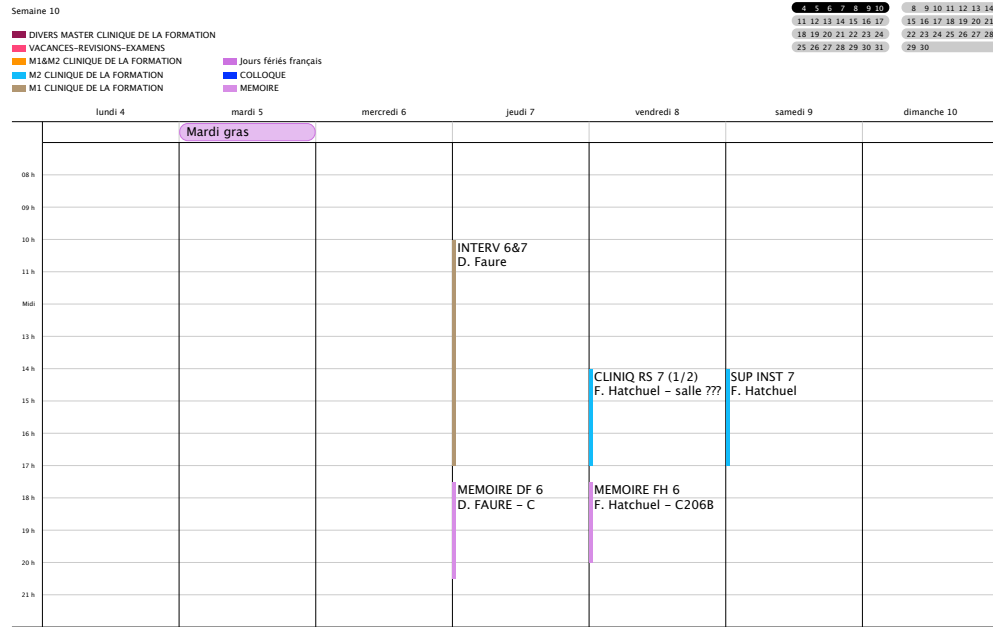 Semaine 10
4 5 6 7 8 9 10
11 12 13 14 15 16 17
18 19 20 21 22 23 24
25 26 27 28 29 30 31
8 9 10 11 12 13 14
15 16 17 18 19 20 21
22 23 24 25 26 27 28
29 30
DIVERS MASTER CLINIQUE DE LA FORMATION
VACANCES-REVISIONS-EXAMENS
M1&M2 CLINIQUE DE LA FORMATION
Jours fériés français
M2 CLINIQUE DE LA FORMATION
COLLOQUE
M1 CLINIQUE DE LA FORMATION
MEMOIRE
lundi 4
mardi 5
mercredi 6
jeudi 7
vendredi 8
samedi 9
dimanche 10
Mardi gras
08 h
09 h
10 h
INTERV 6&7
D. Faure
11 h
Midi
13 h
14 h
CLINIQ RS 7 (1/2)
F. Hatchuel - salle ???
SUP INST 7
F. Hatchuel
15 h
16 h
17 h
MEMOIRE DF 6
D. FAURE - C
MEMOIRE FH 6
F. Hatchuel - C206B
18 h
19 h
20 h
21 h